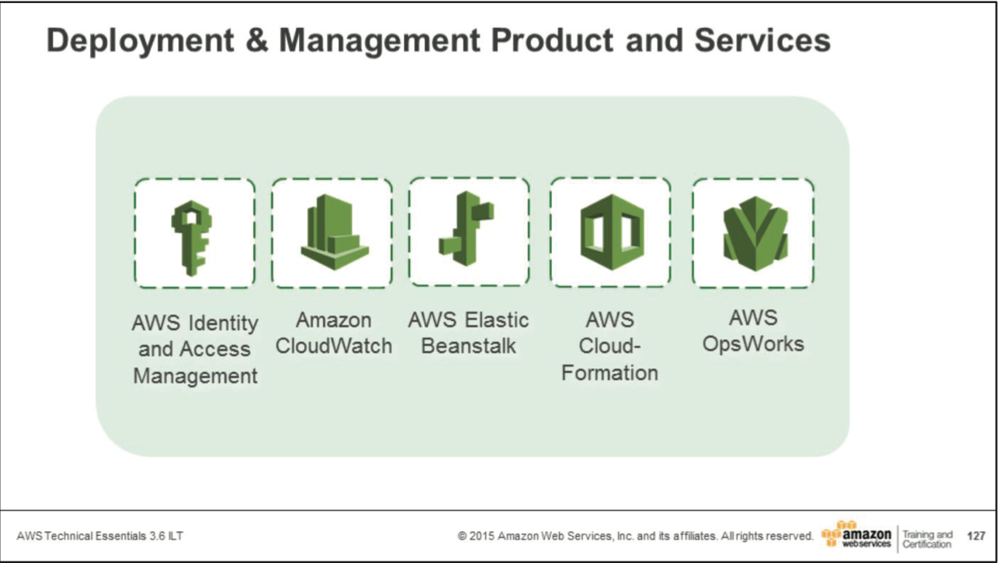 Deployment & Management Product and Services
AWS Identity
and Access
Management
Amazon
CloudWatch
AWS Elastic
Beanstalk
AWS
Cloud-
Formation
AWS
OpsWorks
AWS Technical Essentials 3.6 ILT
© 2015 Amazon Web Services, Inc. and its affiliates. All rights reserved.
amazon
webservices
Training and
Certification
127